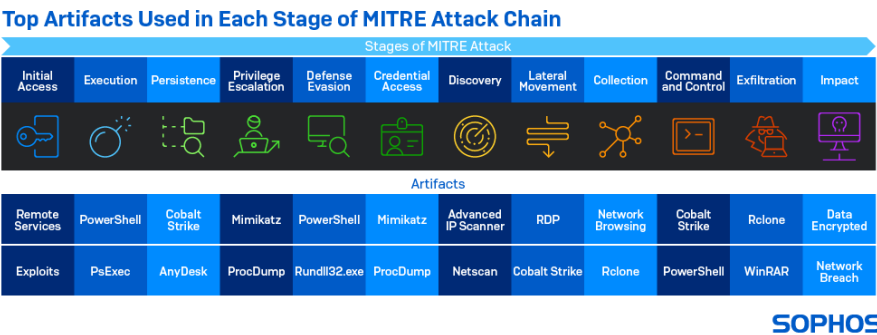 Top Artifacts Used in Each Stage of MITRE Attack Chain
Stages of MITRE Attack
Initial Access
Execution
Persistence
Privilege Escalation
Defense Evasion
Credential Access
Discovery
Lateral Movement
Collection
Command and Control
Exfiltration
Impact
Artifacts
Remote Services
PowerShell
Cobalt Strike
Mimikatz
PowerShell
Mimikatz
Advanced IP Scanner
RDP
Network Browsing
Cobalt Strike
Rclone
Data Encrypted
Exploits
PsExec
AnyDesk
ProcDump
Rundll32.exe
ProcDump
Netscan
Cobalt Strike
Rclone
PowerShell
WinRAR
Network Breach
SOPHOS